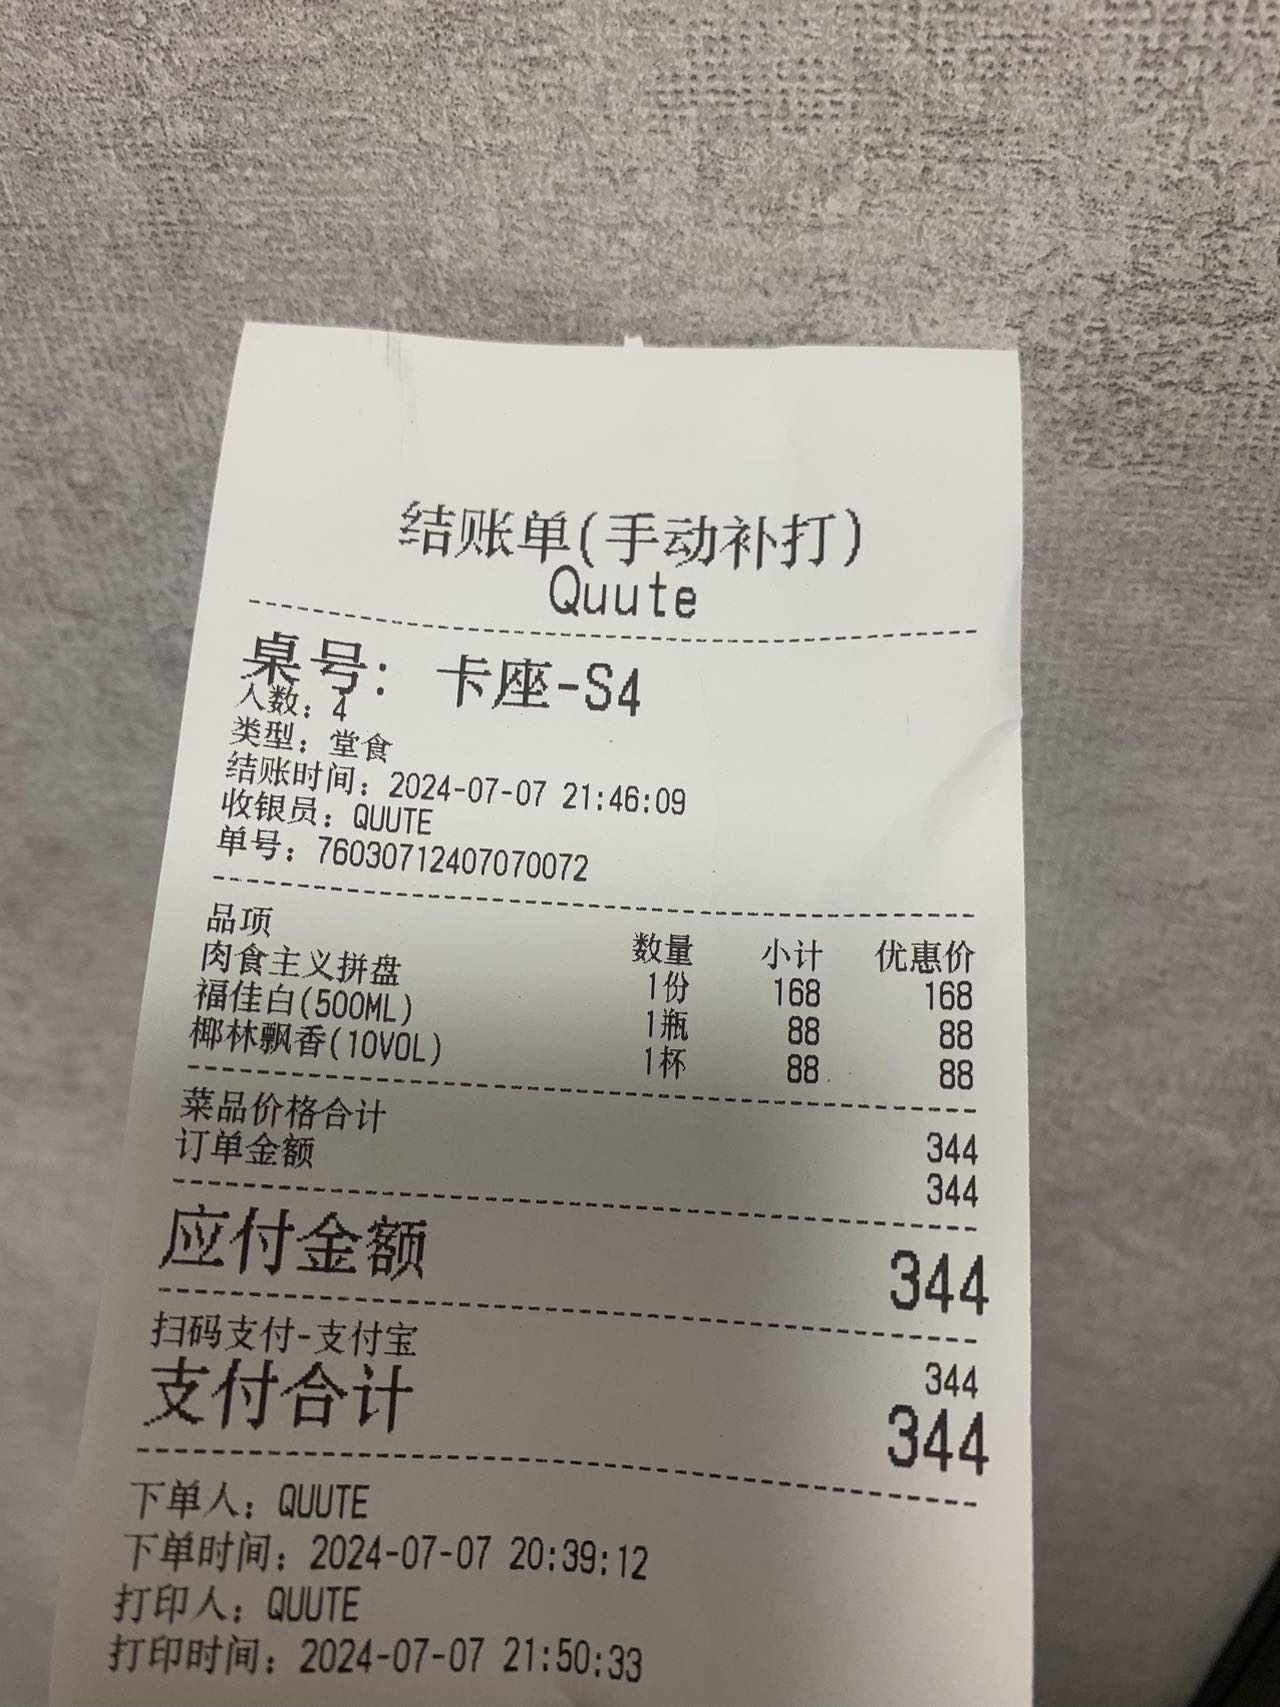 结账单(手动补打)
Quute
桌号: 卡座-S4
人数: 4
类型: 堂食
结账时间: 2024-07-07 21:46:09
收银员: QUUTE
单号: 76030712407070072
品项 数量 小计 优惠价
肉食主义拼盘 1份 168 168
福佳白(500ML) 1瓶 88 88
椰林飘香(10VOL) 1杯 88 88
菜品价格合计 344
订单金额 344
应付金额 344
扫码支付-支付宝 344
支付合计 344
下单人: QUUTE
下单时间: 2024-07-07 20:39:12
打印人: QUUTE
打印时间: 2024-07-07 21:50:33